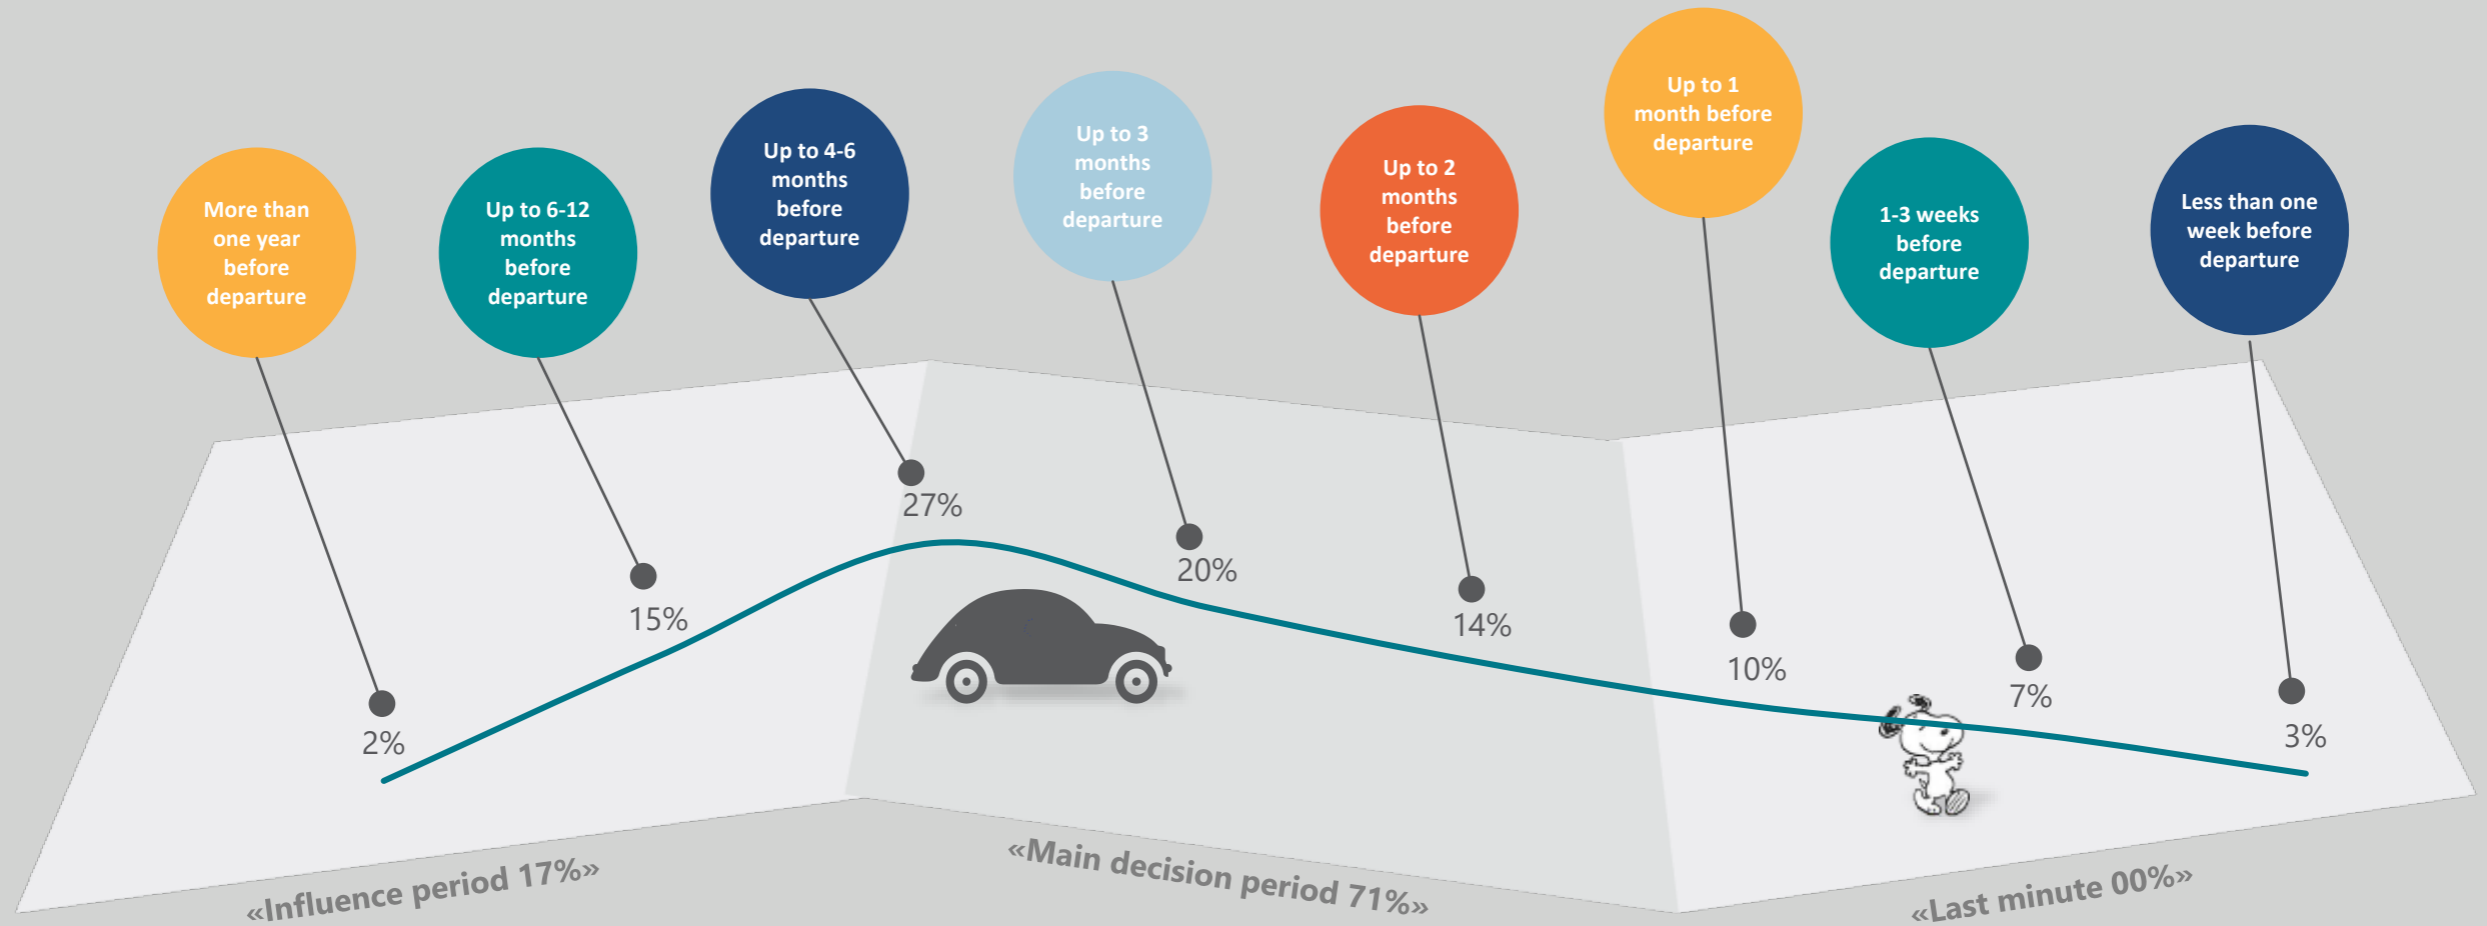 More than
one year
before
departure
Up to 6-12
months
before
departure
Up to 4-6
months
before
departure
Up to 3
months
before
departure
Up to 2
months
before
departure
Up to 1
month before
departure
1-3 weeks
before
departure
Less than one
week before
departure
2%
15%
27%
20%
14%
10%
7%
3%
«Influence period 17%»
«Main decision period 71%»
«Last minute 00%»